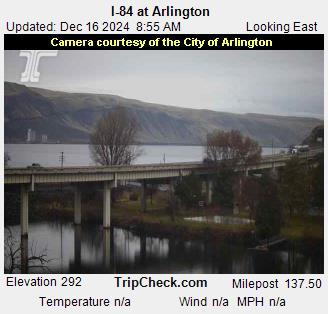 I-84 at Arlington
Updated: Dec 16 2024 8:55 AM Looking East
Camera courtesy of the City of Arlington
Elevation 292 TripCheck.com Milepost 137.50
Temperature n/a Wind n/a MPH n/a